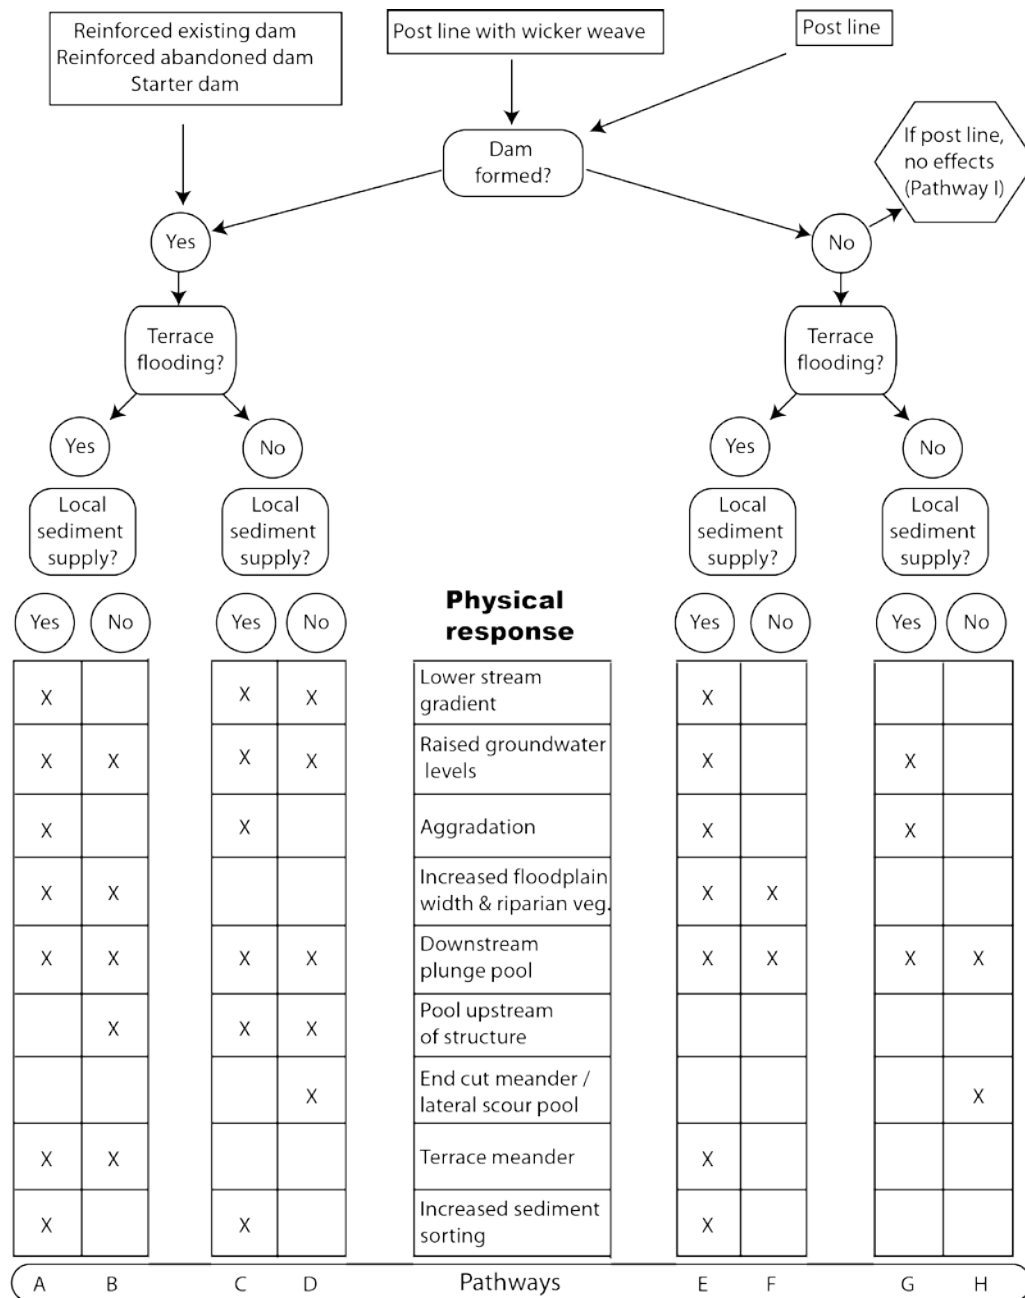 Reinforced existing dam
Reinforced abandoned dam
Starter dam
Post line with wicker weave
Post line
Dam
formed?
If post line,
no effects
(Pathway I)
Yes
No
Terrace
flooding?
Terrace
flooding?
Yes
No
Yes
No
Local
sediment
supply?
Local
sediment
supply?
Local
sediment
supply?
Local
sediment
supply?
Yes
No
Yes
No
Physical
response
Yes
No
Yes
No
X X X Lower stream gradient X
X X X X Raised groundwater levels X X
X X Aggradation X X
X X Increased floodplain width & riparian veg. X X
X X X X Downstream plunge pool X X X X
X X X Pool upstream of structure
X End cut meander / lateral scour pool X
X X Terrace meander X
X X Increased sediment sorting X
A B C D Pathways E F G H